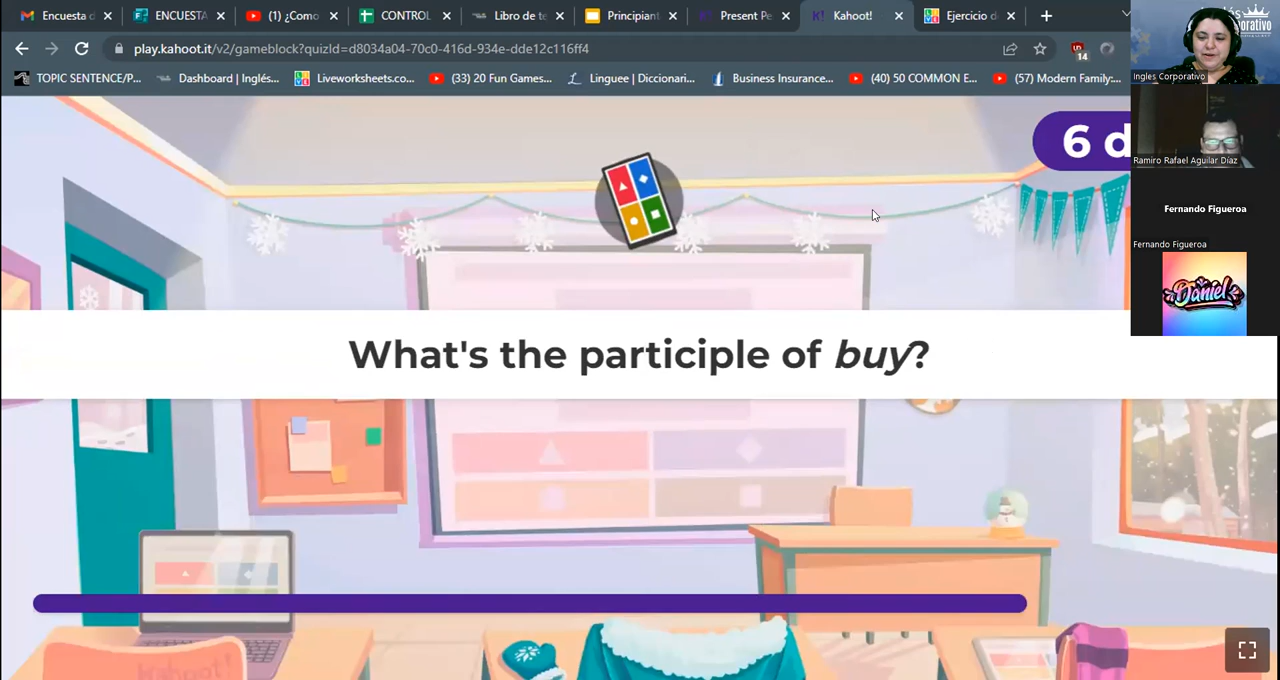 Encuesta d
ENCUESTA
(1) ¿Como
CONTROL
Libro de te
Principiant
Present Pe
Kahoot!
Ejercicio d
play.kahoot.it/v2/gameblock?quizId=d8034a04-70c0-416d-934e-dde12c116ff4
14
TOPIC SENTENCE/P...
Dashboard | Inglés...
Liveworksheets.co...
(33) 20 Fun Games...
Linguee | Diccionari...
Business Insurance...
(40) 50 COMMON E...
(57) Modern Family:...
Ingles Corporativo
6 d
Ramiro Rafael Aguilar Díaz
Fernando Figueroa
Fernando Figueroa
Daniel
What's the participle of buy?
Kahoot!